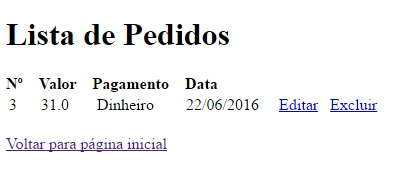 Lista de Pedidos
Nº Valor Pagamento Data
3 31.0 Dinheiro 22/06/2016 Editar Excluir
Voltar para página inicial